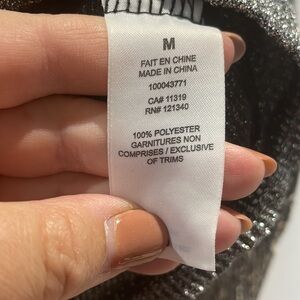 M
FAIT EN CHINE
MADE IN CHINA
100043771
CA# 11319
RN# 121340
100% POLYESTER
GARNITURES NON
COMPRISES / EXCLUSIVE
OF TRIMS